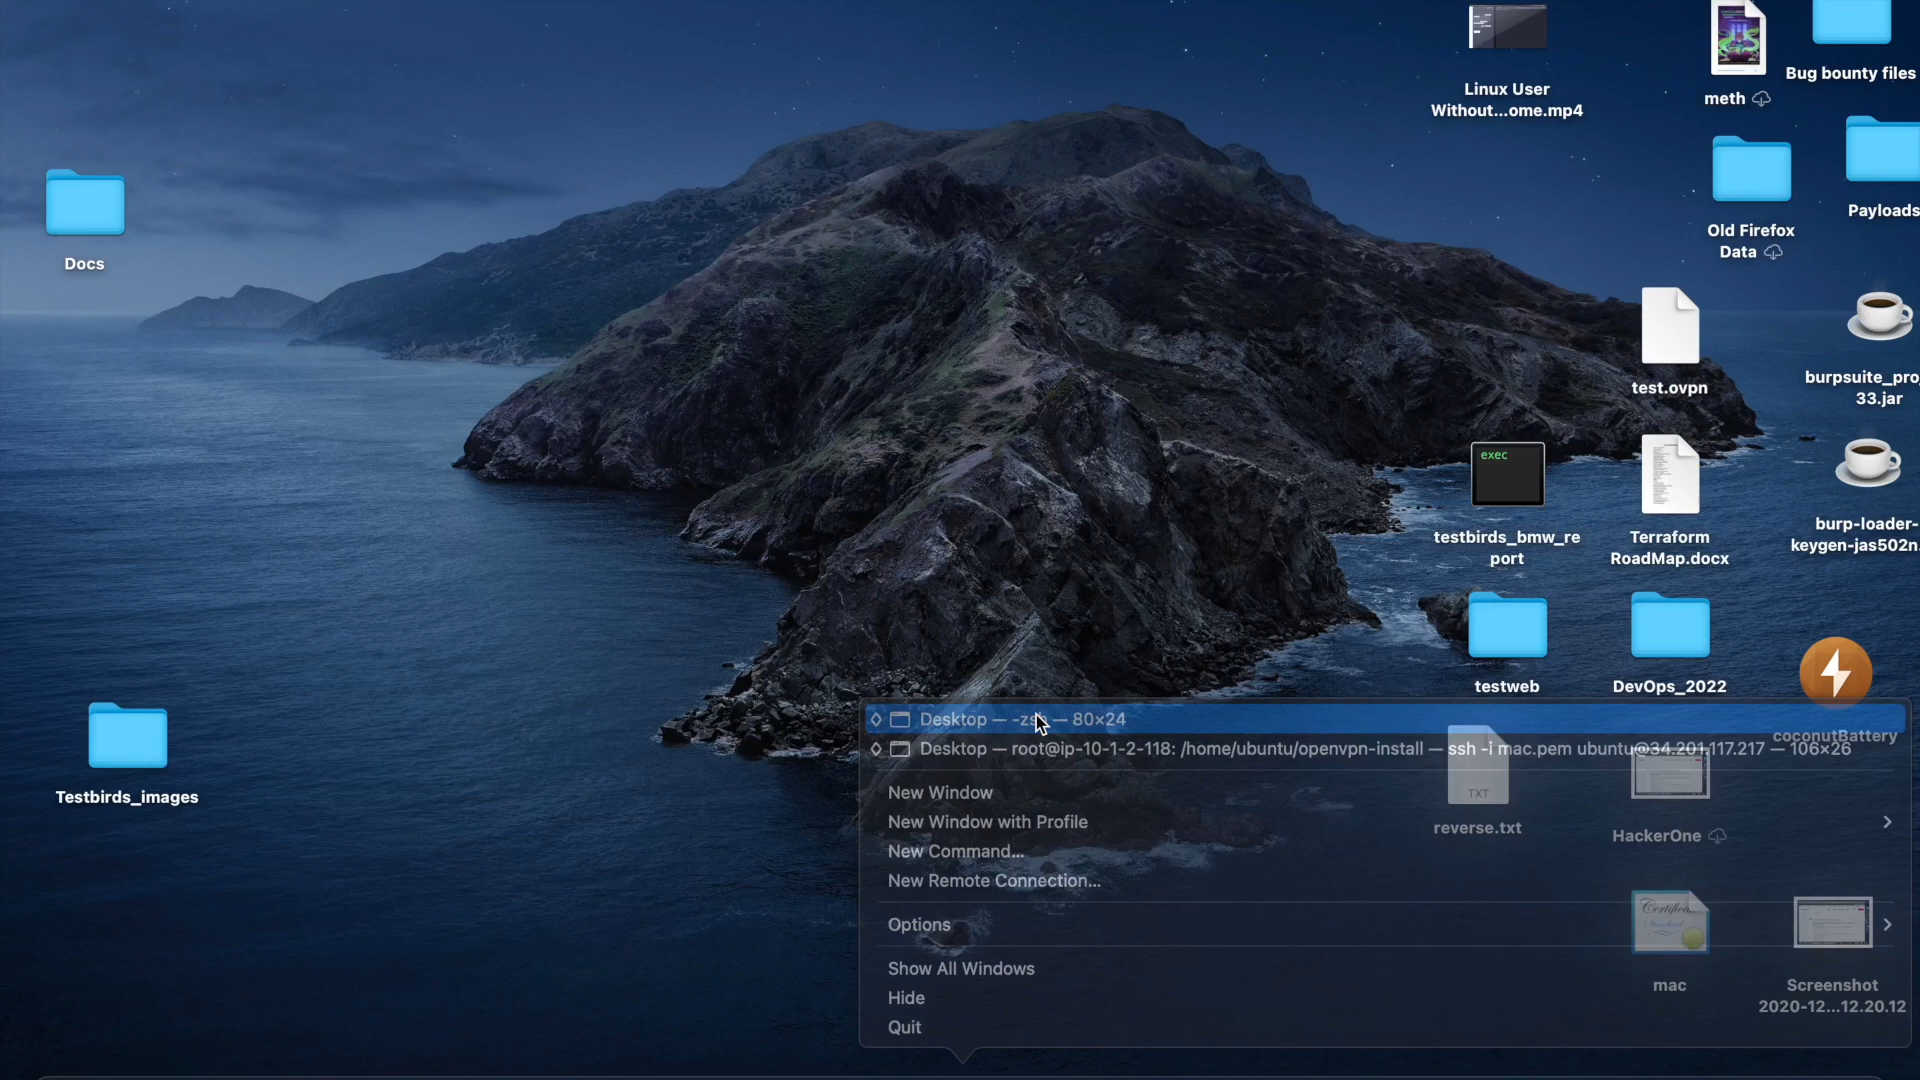 Linux User
Without...ome.mp4
meth
Bug bounty files
Old Firefox
Data
Payloads
Docs
test.ovpn
burpsuite_pro
33.jar
exec
testbirds_bmw_re
port
Terraform
RoadMap.docx
burp-loader-
keygen-jas502n.
testweb
DevOps_2022
coconutBattery
Testbirds_images
Desktop — -zsh — 80×24
Desktop — root@ip-10-1-2-118: /home/ubuntu/openvpn-install — ssh -i mac.pem ubuntu@34.201.117.217 — 106×26
New Window
New Window with Profile
New Command...
New Remote Connection...
Options
Show All Windows
Hide
Quit
TXT
reverse.txt
HackerOne
mac
Screenshot
2020-12...12.20.12